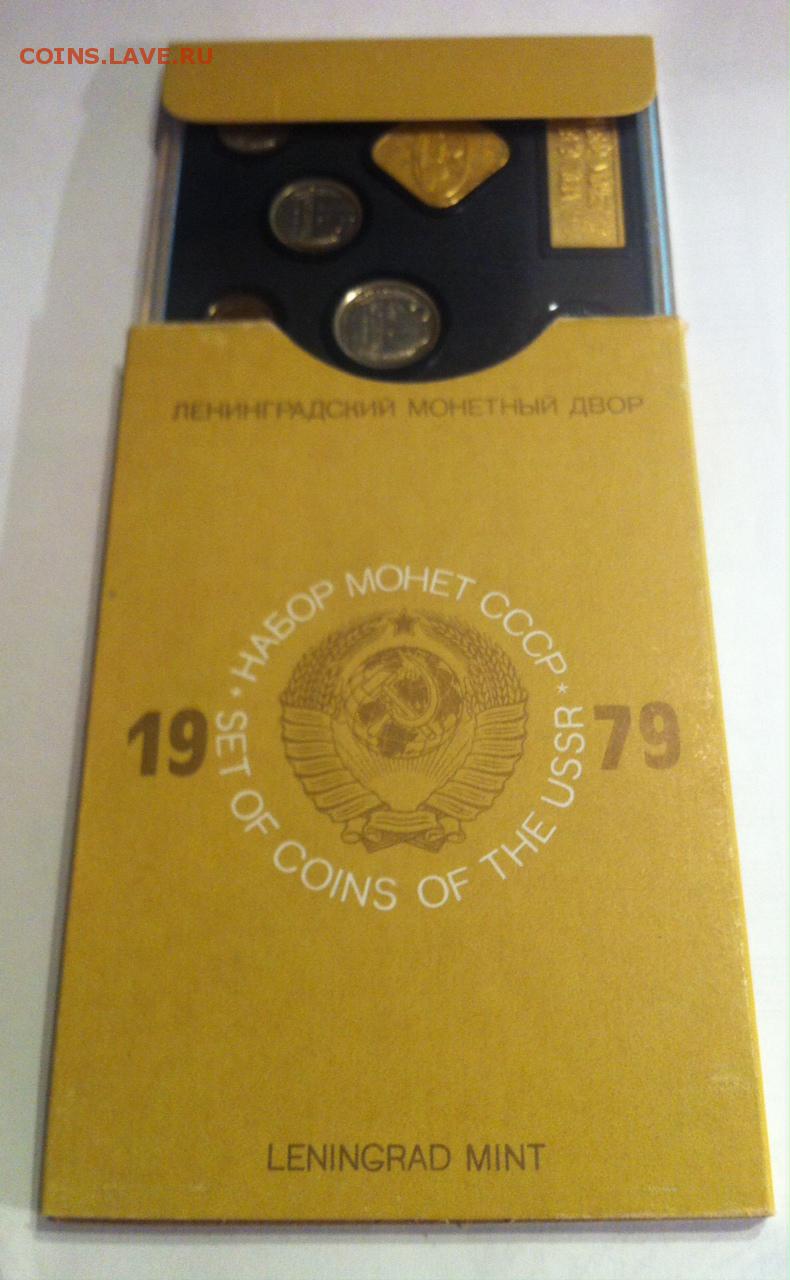 COINS.LAVE.RU
ЛЕНИНГРАДСКИЙ МОНЕТНЫЙ ДВОР
* НАБОР МОНЕТ СССР *
19 79
SET OF COINS OF THE USSR
LENINGRAD MINT